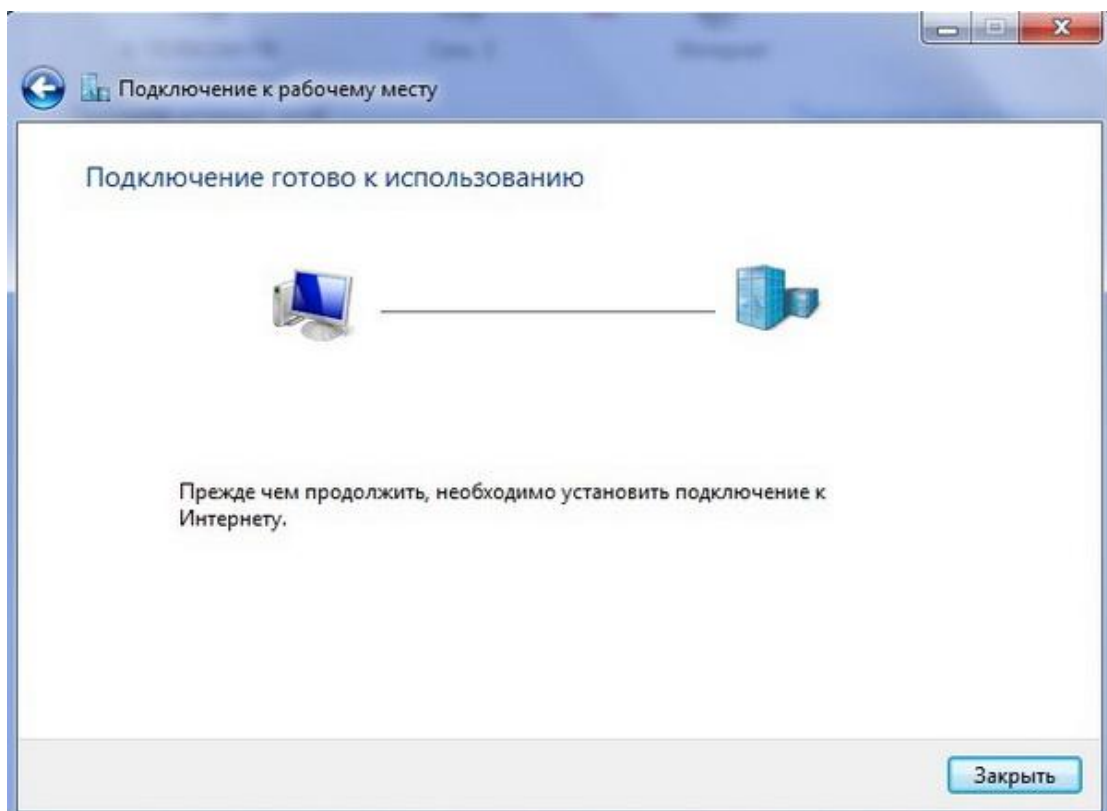 Подключение к рабочему месту
Подключение готово к использованию
Прежде чем продолжить, необходимо установить подключение к
Интернету.
Закрыть